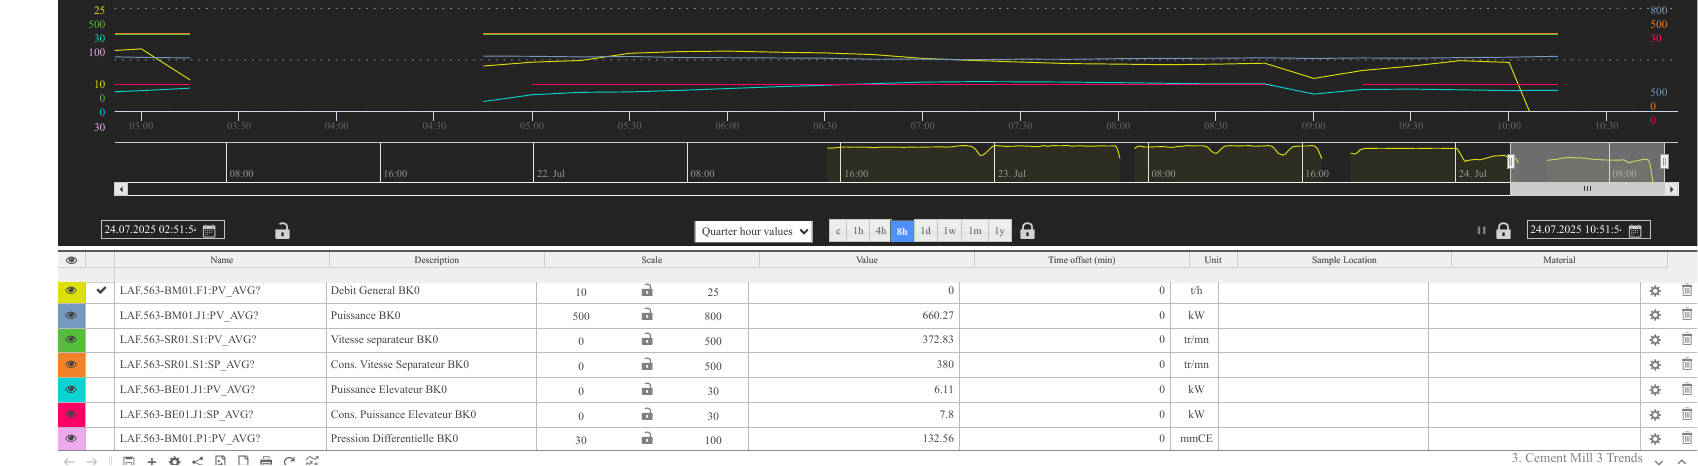 25 800
500 500
30 30
100
10
0 500
0 0
30 0
03:00 03:30 04:00 04:30 05:00 05:30 06:00 06:30 07:00 07:30 08:00 08:30 09:00 09:30 10:00 10:30
08:00 16:00 22. Jul 08:00 16:00 23. Jul 08:00 16:00 24. Jul 08:00
24.07.2025 02:51:5 Quarter hour values c 1h 4h 8h 1d 1w 1m 1y 24.07.2025 10:51:5
Name Description Scale Value Time offset (min) Unit Sample Location Material
LAF.563-BM01.F1:PV_AVG? Debit General BK0 10 25 0 0 t/h
LAF.563-BM01.J1:PV_AVG? Puissance BK0 500 800 660.27 0 kW
LAF.563-SR01.S1:PV_AVG? Vitesse separateur BK0 0 500 372.83 0 tr/mn
LAF.563-SR01.S1:SP_AVG? Cons. Vitesse Separateur BK0 0 500 380 0 tr/mn
LAF.563-BE01.J1:PV_AVG? Puissance Elevateur BK0 0 30 6.11 0 kW
LAF.563-BE01.J1:SP_AVG? Cons. Puissance Elevateur BK0 0 30 7.8 0 kW
LAF.563-BM01.P1:PV_AVG? Pression Differentielle BK0 30 100 132.56 0 mmCE
3. Cement Mill 3 Trends